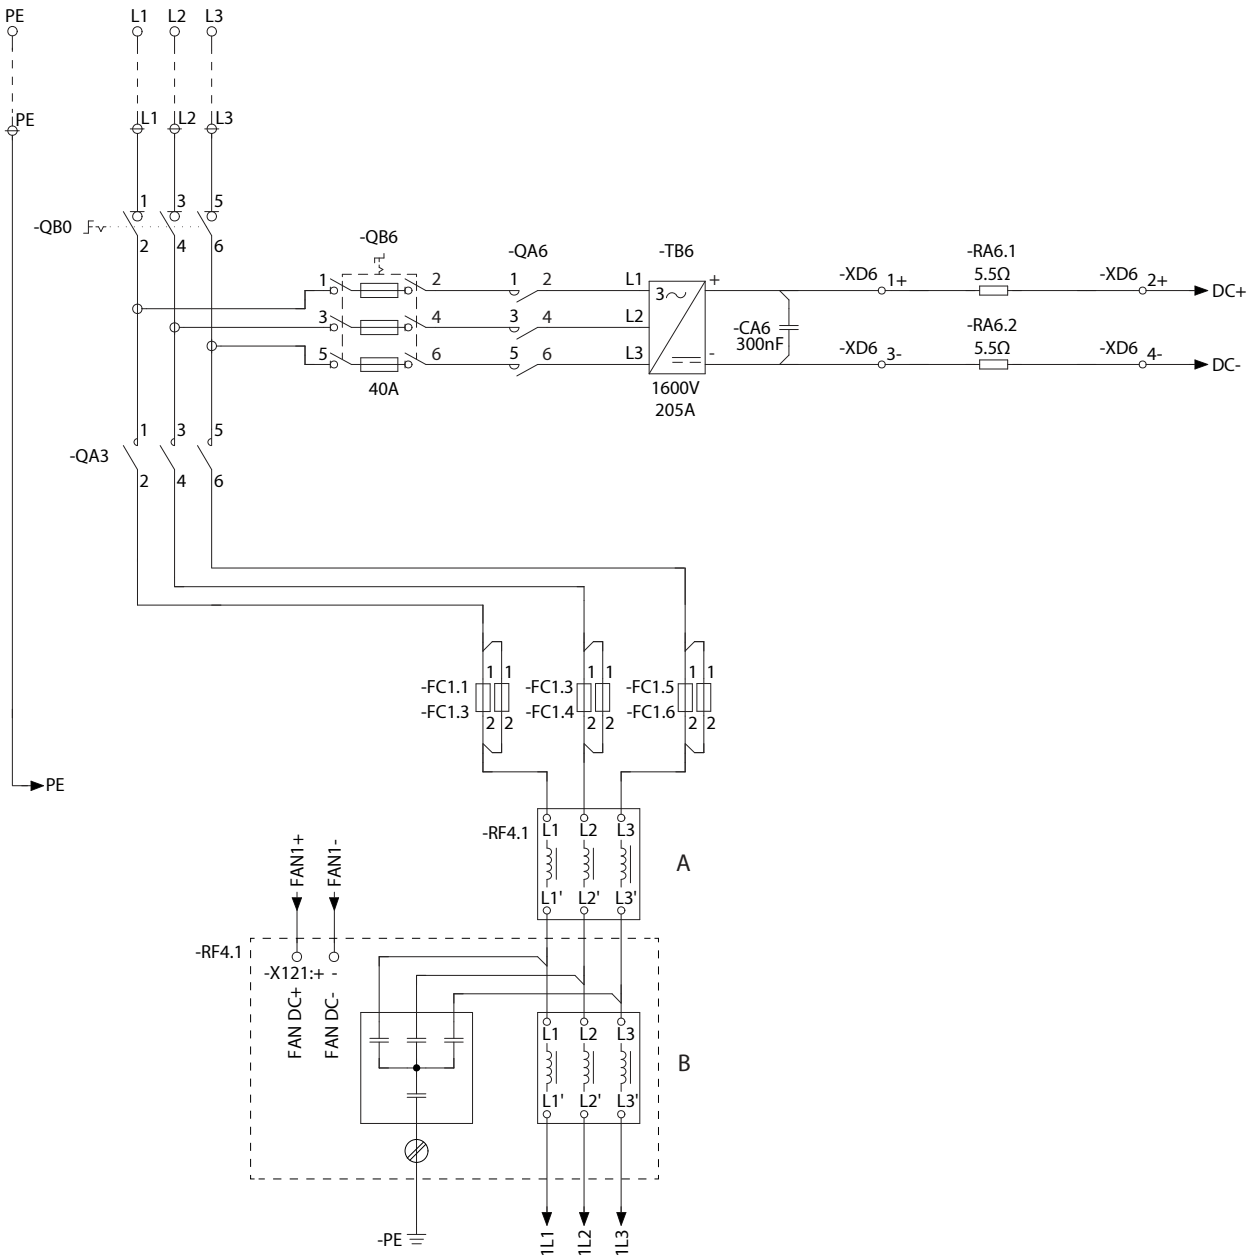 PE L1 L2 L3
PE L1 L2 L3
1 3 5
-QB0
2 4 6
-QB6 -QA6 -TB6 -RA6.1
5.5Ω
1 2 1 2 L1 + -XD6 1+ -XD6 2+ DC+
3 4 3 4 L2 3
-CA6
300nF
-RA6.2
5.5Ω
5 6 5 6 L3 - -XD6 3- -XD6 4- DC-
40A
1600V
205A
1 3 5
-QA3
2 4 6
1 1 1 1 1 1
-FC1.1 -FC1.3 -FC1.5
-FC1.3 -FC1.4 -FC1.6
2 2 2 2 2 2
PE
-RF4.1 L1 L2 L3
A
L1' L2' L3'
FAN1+ FAN1-
-RF4.1
-X121:+ -
FAN DC+ FAN DC-
L1 L2 L3
B
L1' L2' L3'
-PE
1L1 1L2 1L3